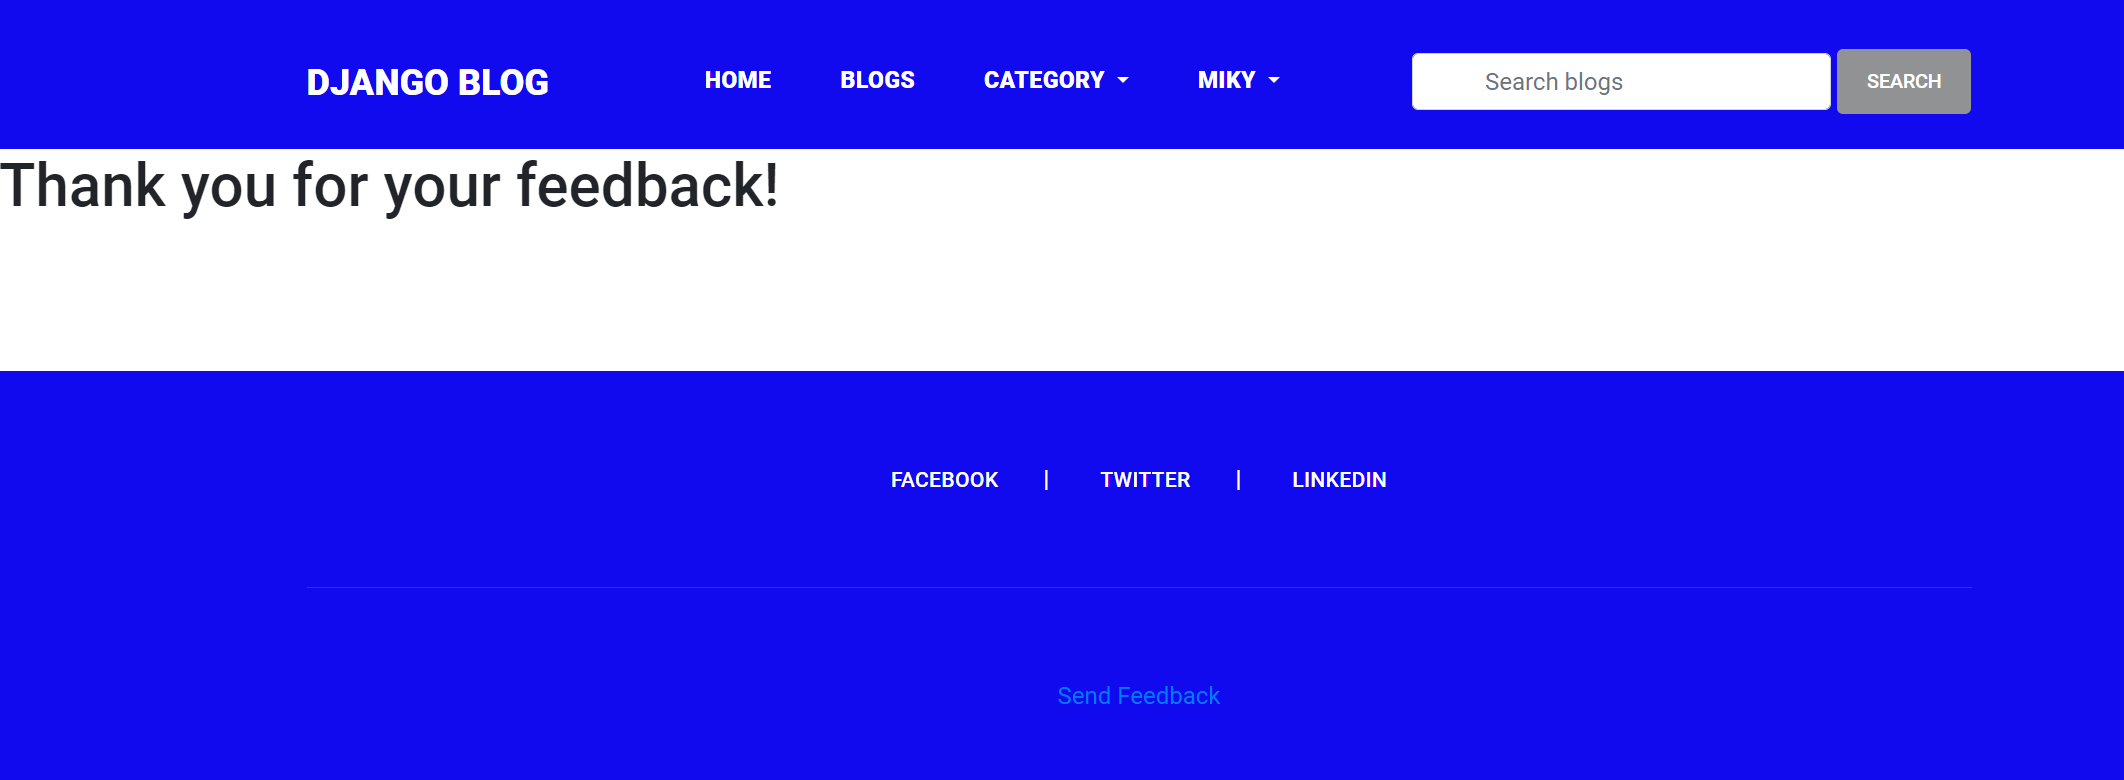 DJANGO BLOG HOME BLOGS CATEGORY MIKY Search blogs SEARCH
Thank you for your feedback!
FACEBOOK | TWITTER | LINKEDIN
Send Feedback